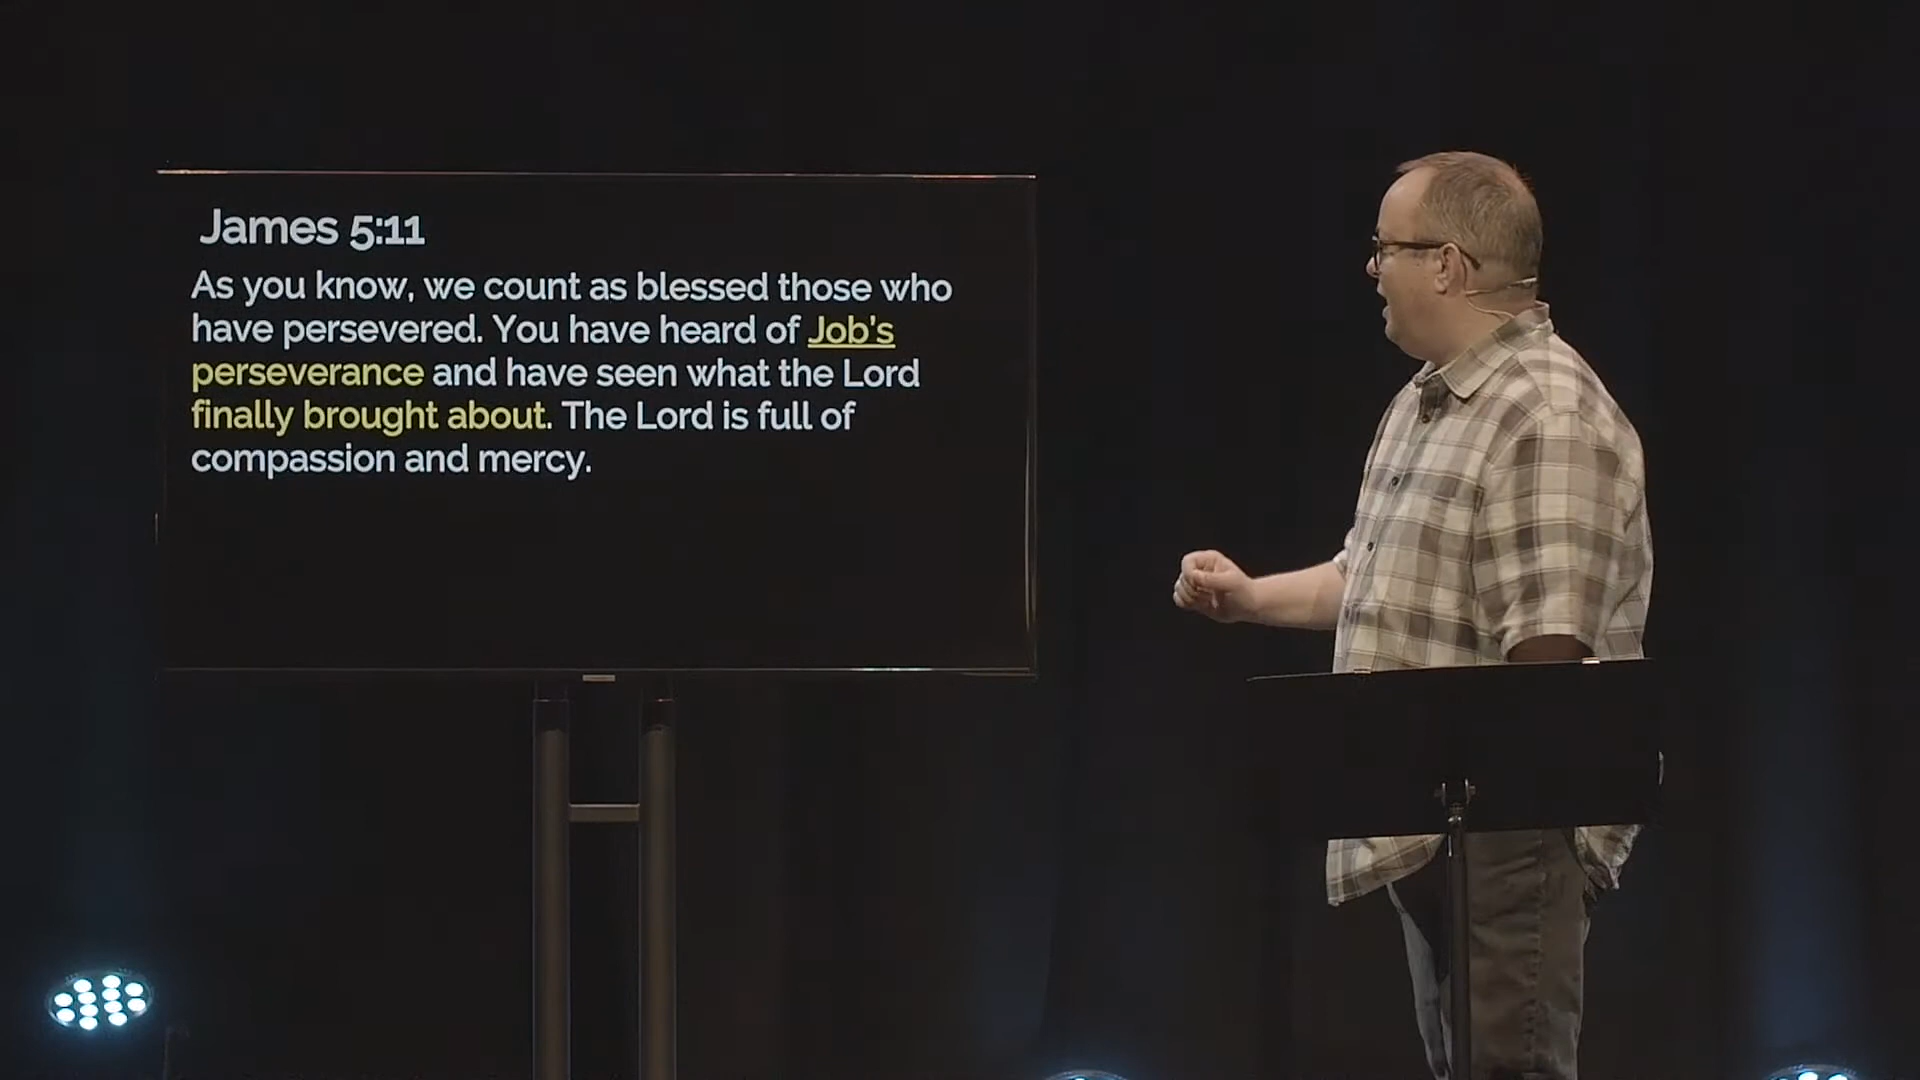 James 5:11
As you know, we count as blessed those who
have persevered. You have heard of Job's
perseverance and have seen what the Lord
finally brought about. The Lord is full of
compassion and mercy.